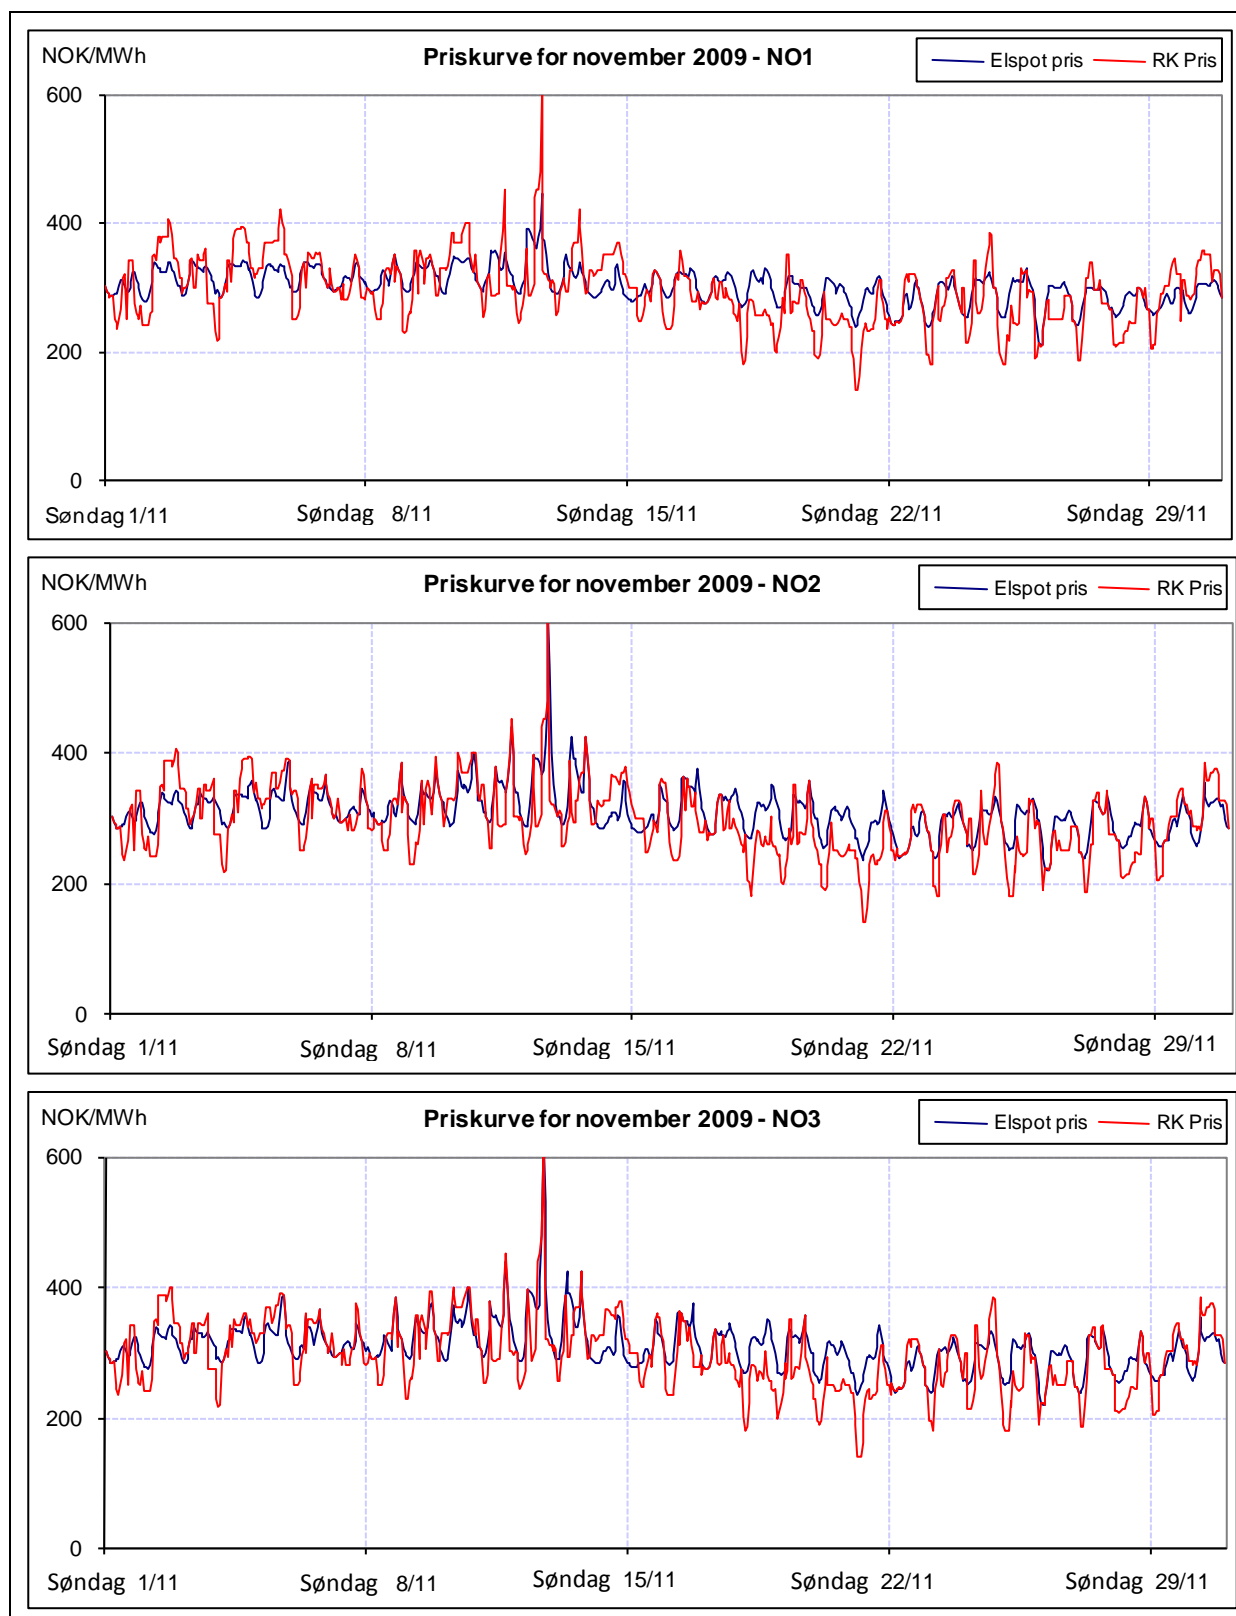 NOK/MWh
Priskurve for november 2009 - NO1
Elspot pris
RK Pris
600
400
200
0
Søndag 1/11
Søndag 8/11
Søndag 15/11
Søndag 22/11
Søndag 29/11
NOK/MWh
Priskurve for november 2009 - NO2
Elspot pris
RK Pris
600
400
200
0
Søndag 1/11
Søndag 8/11
Søndag 15/11
Søndag 22/11
Søndag 29/11
NOK/MWh
Priskurve for november 2009 - NO3
Elspot pris
RK Pris
600
400
200
0
Søndag 1/11
Søndag 8/11
Søndag 15/11
Søndag 22/11
Søndag 29/11